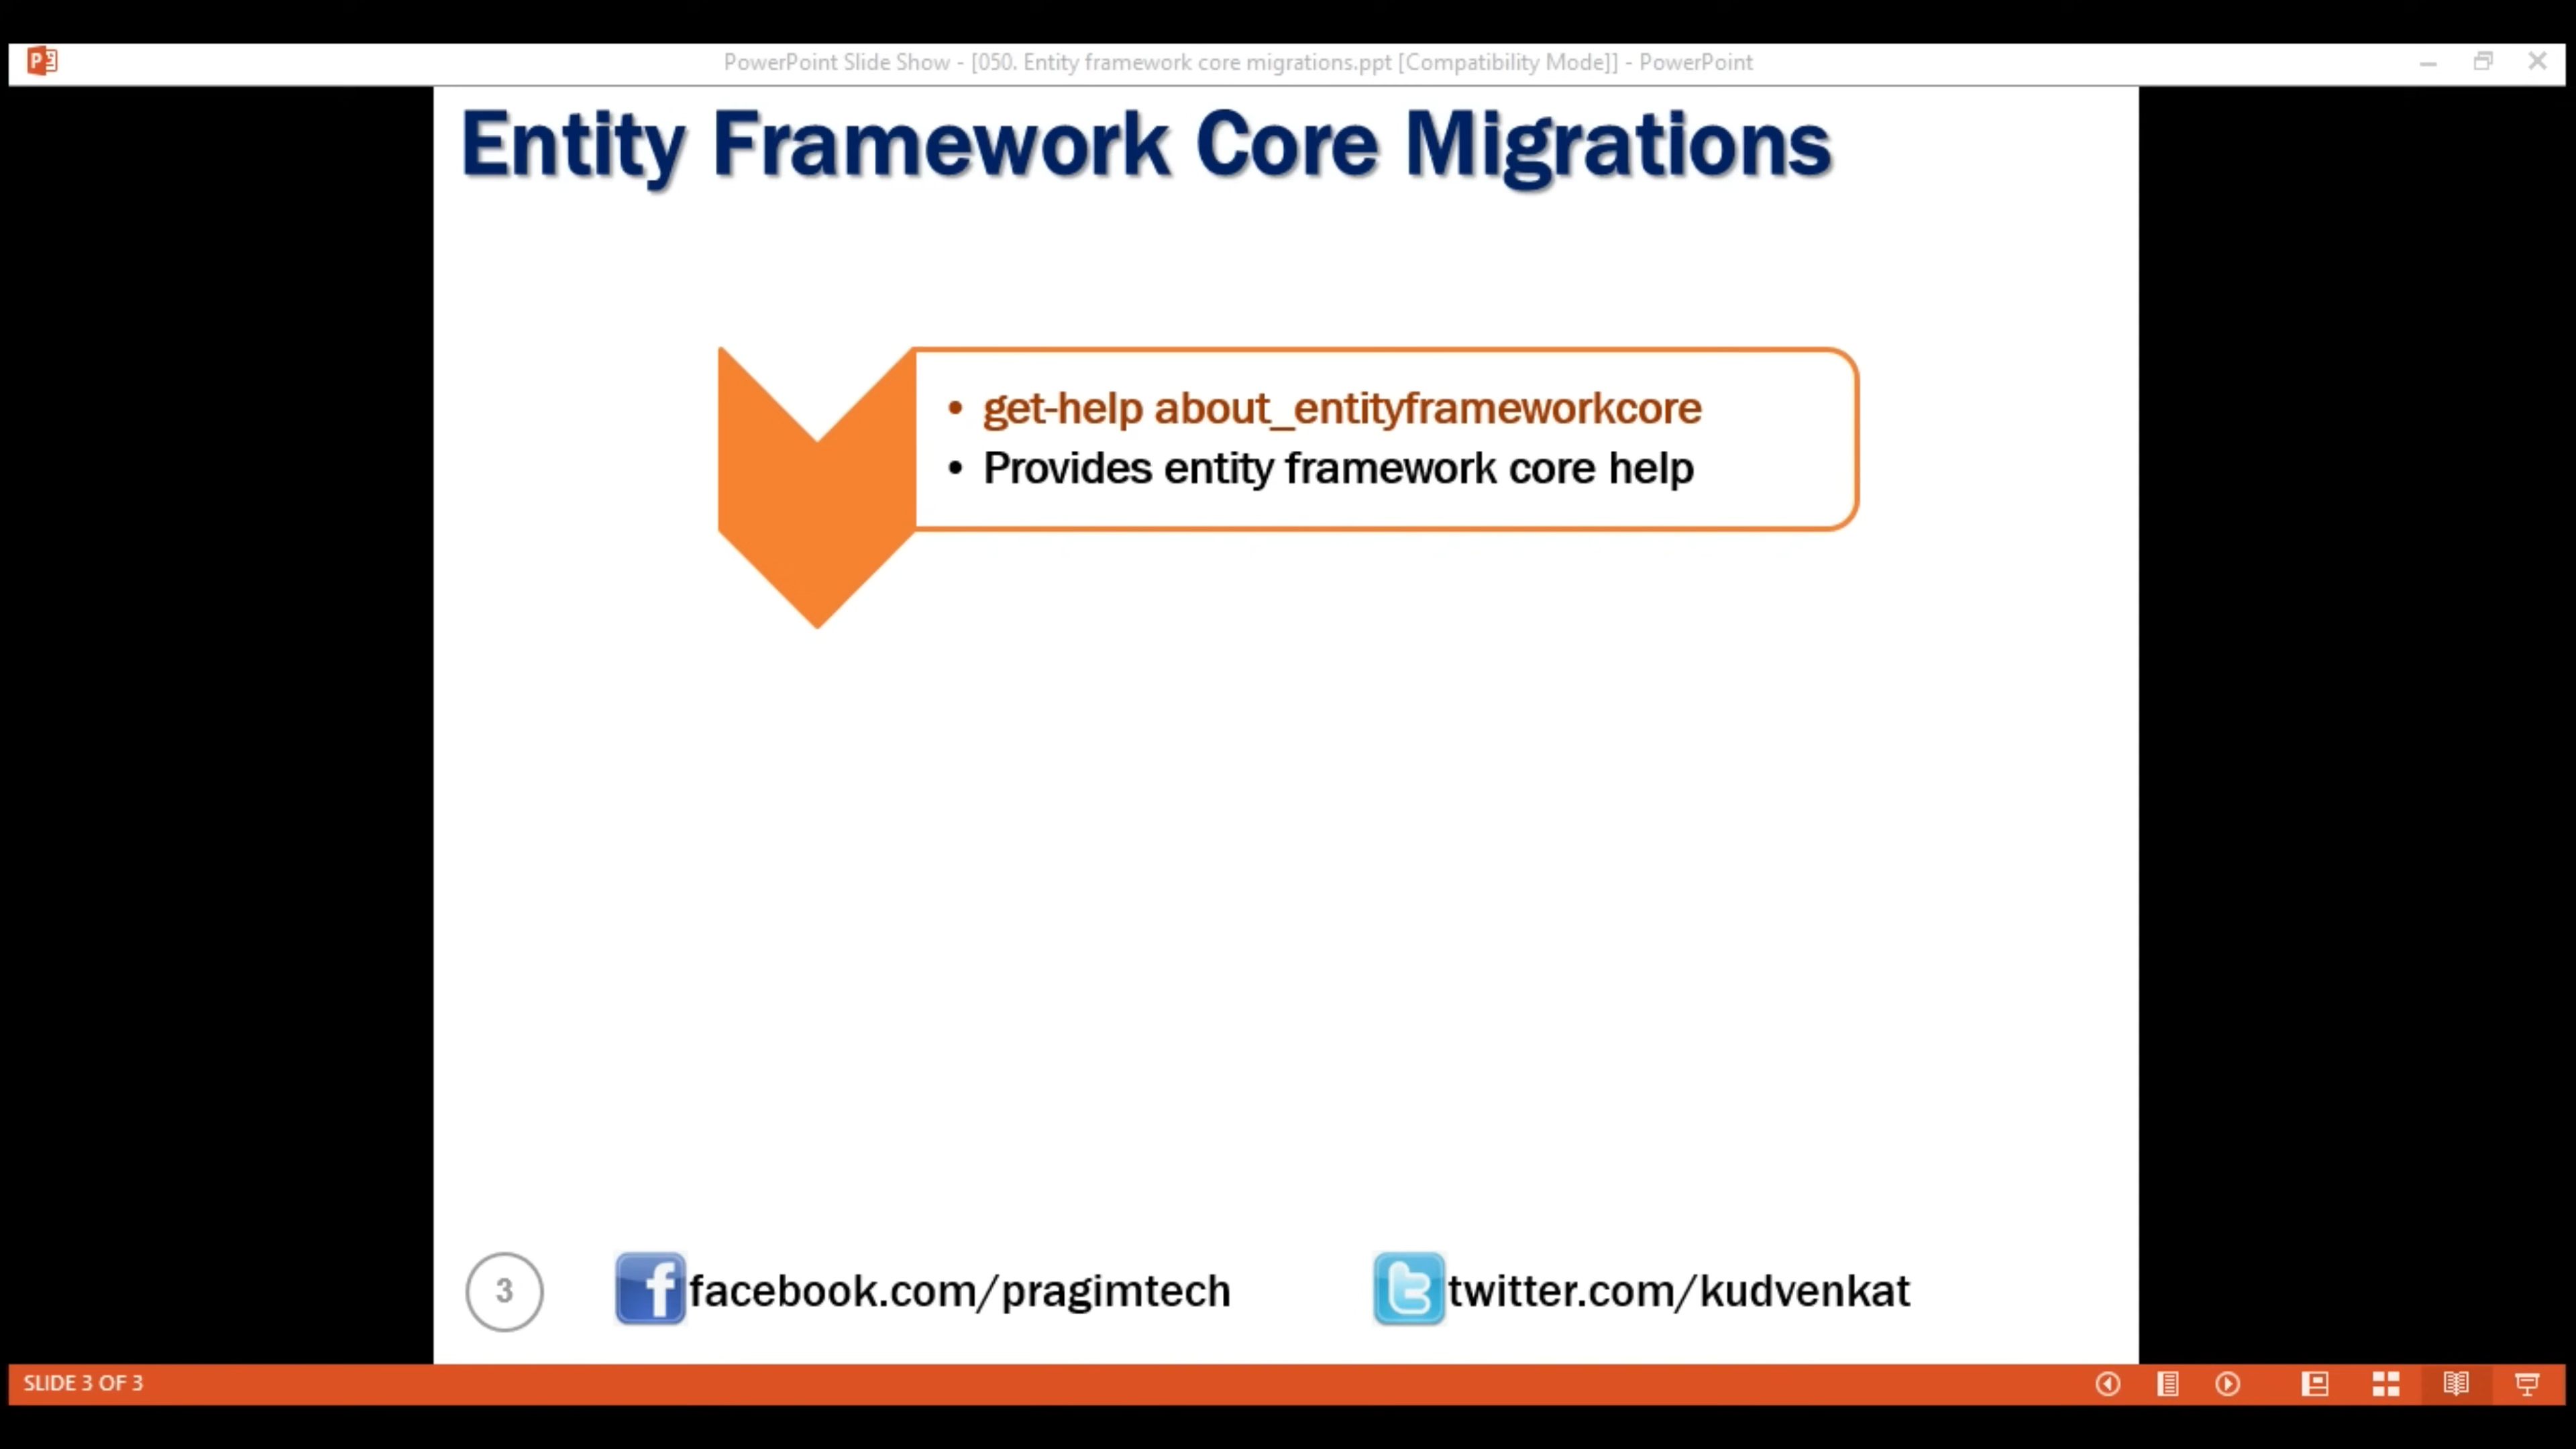 PowerPoint Slide Show - [050. Entity framework core migrations.ppt [Compatibility Mode]] - PowerPoint
Entity Framework Core Migrations
• get-help about_entityframeworkcore
• Provides entity framework core help
3
facebook.com/pragimtech
twitter.com/kudvenkat
SLIDE 3 OF 3